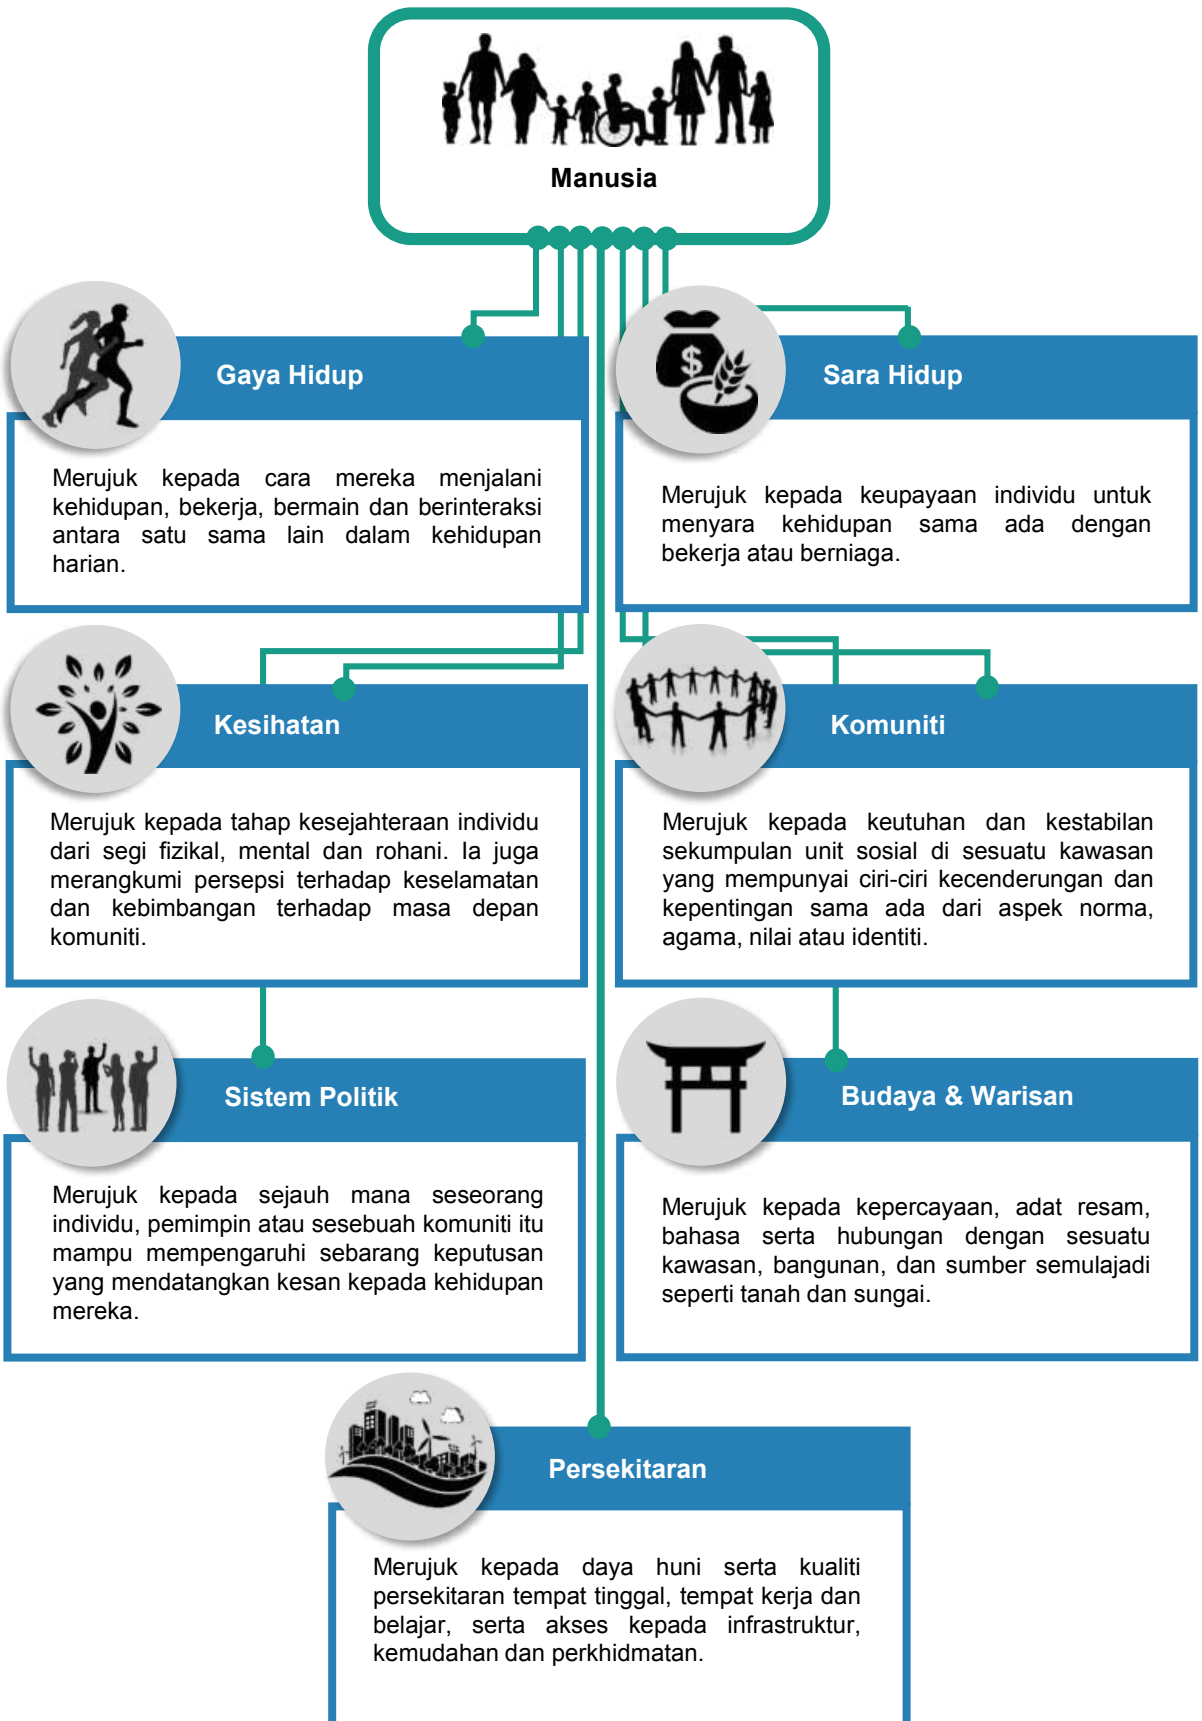 Manusia
Gaya Hidup
Merujuk kepada cara mereka menjalani
kehidupan, bekerja, bermain dan berinteraksi
antara satu sama lain dalam kehidupan
harian.
Sara Hidup
Merujuk kepada keupayaan individu untuk
menyara kehidupan sama ada dengan
bekerja atau berniaga.
Kesihatan
Merujuk kepada tahap kesejahteraan individu
dari segi fizikal, mental dan rohani. Ia juga
merangkumi persepsi terhadap keselamatan
dan kebimbangan terhadap masa depan
komuniti.
Komuniti
Merujuk kepada keutuhan dan kestabilan
sekumpulan unit sosial di sesuatu kawasan
yang mempunyai ciri-ciri kecenderungan dan
kepentingan sama ada dari aspek norma,
agama, nilai atau identiti.
Sistem Politik
Merujuk kepada sejauh mana seseorang
individu, pemimpin atau sesebuah komuniti itu
mampu mempengaruhi sebarang keputusan
yang mendatangkan kesan kepada kehidupan
mereka.
Budaya & Warisan
Merujuk kepada kepercayaan, adat resam,
bahasa serta hubungan dengan sesuatu
kawasan, bangunan, dan sumber semulajadi
seperti tanah dan sungai.
Persekitaran
Merujuk kepada daya huni serta kualiti
persekitaran tempat tinggal, tempat kerja dan
belajar, serta akses kepada infrastruktur,
kemudahan dan perkhidmatan.